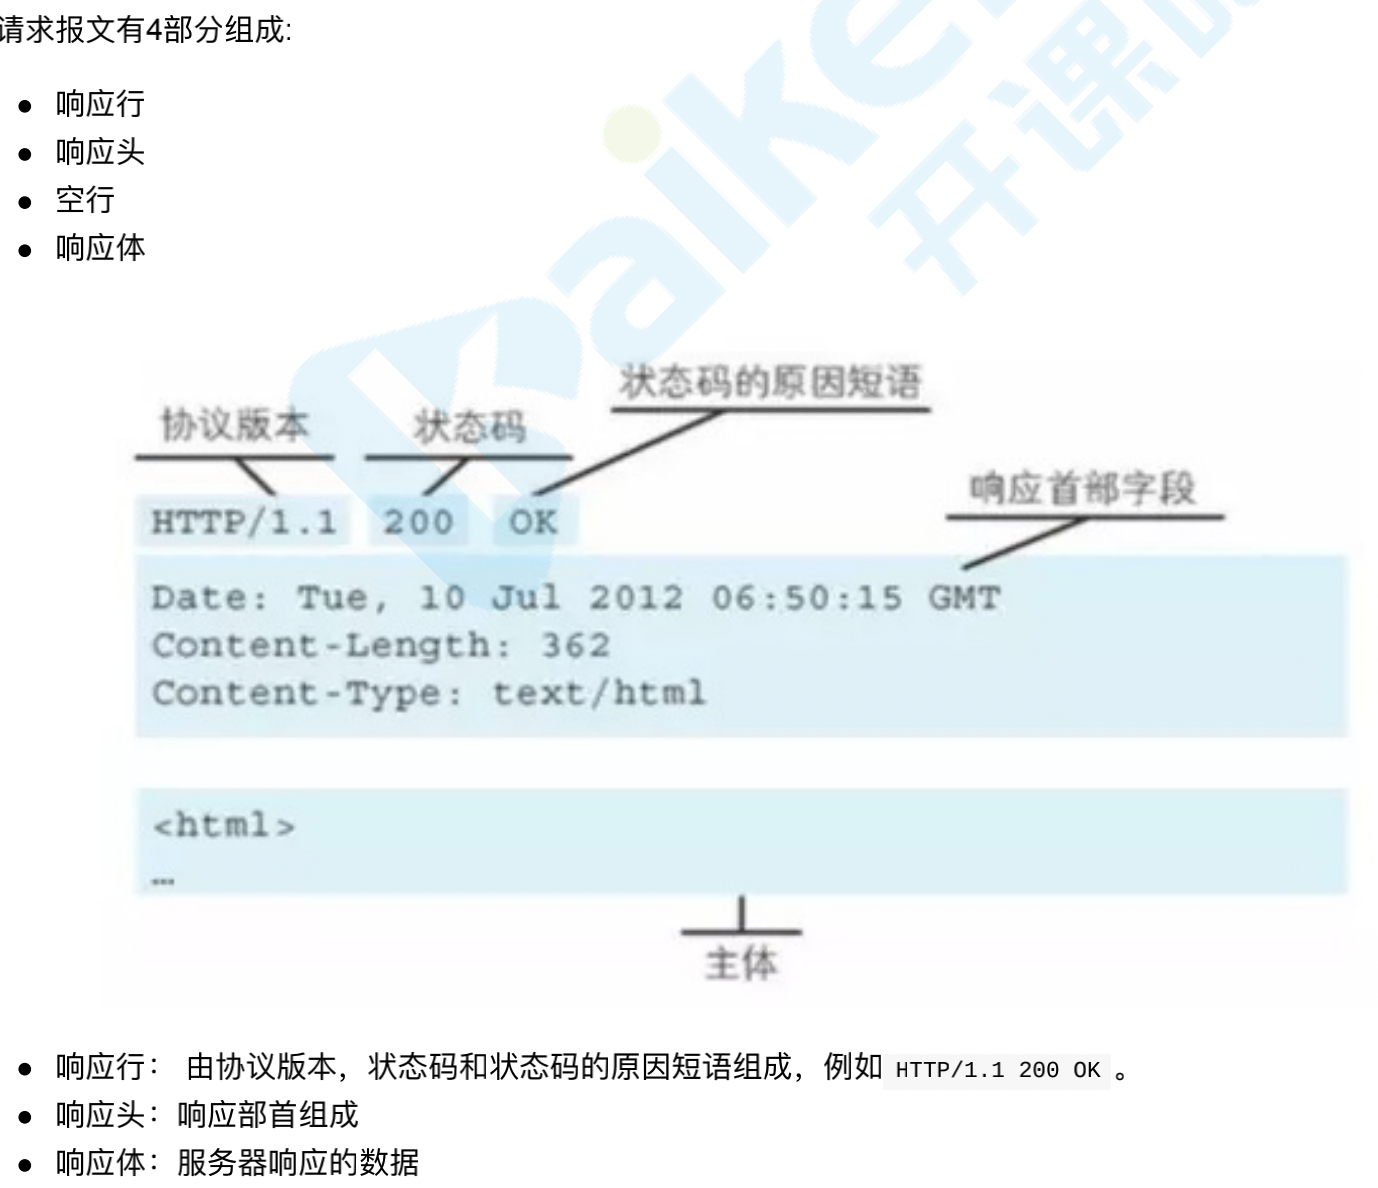 请求报文有4部分组成:
响应行
响应头
空行
响应体
Kaike
开课
状态码的原因短语
协议版本 状态码
响应首部字段
HTTP/1.1 200 OK
Date: Tue, 10 Jul 2012 06:50:15 GMT
Content-Length: 362
Content-Type: text/html
<html>
…
主体
响应行： 由协议版本，状态码和状态码的原因短语组成，例如 HTTP/1.1 200 OK 。
响应头：响应部首组成
响应体：服务器响应的数据